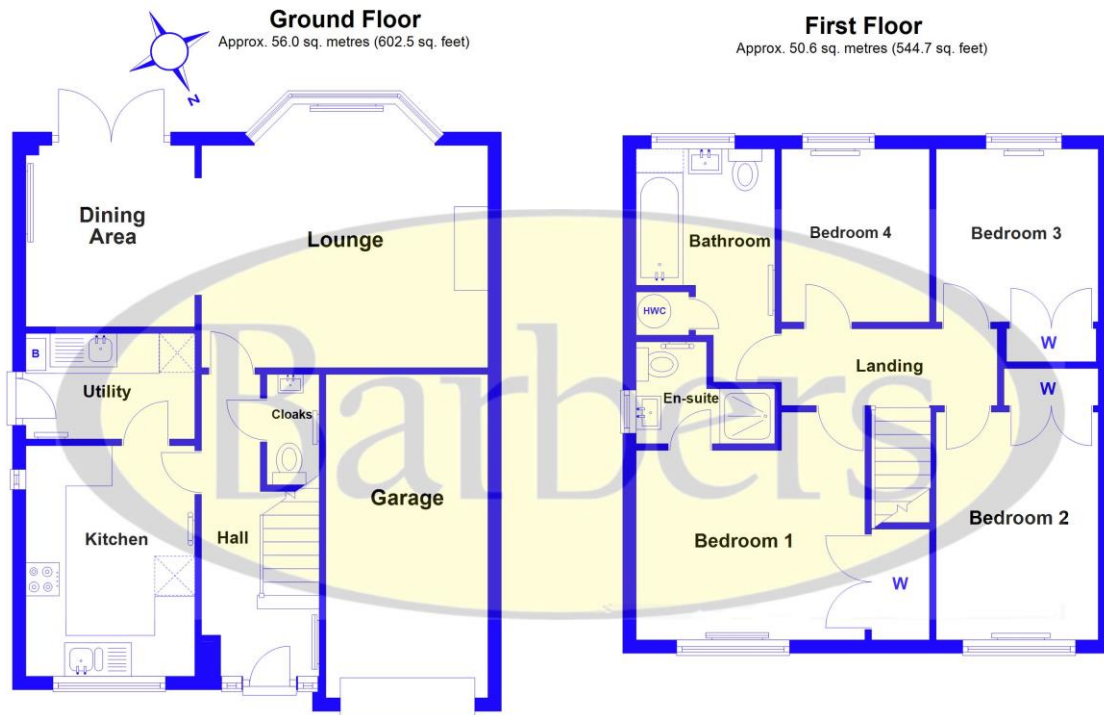 Ground Floor
Approx. 56.0 sq. metres (602.5 sq. feet)
N
Dining
Area
Lounge
B
Utility
Cloaks
Kitchen
Hall
Garage
First Floor
Approx. 50.6 sq. metres (544.7 sq. feet)
Bathroom
Bedroom 4
Bedroom 3
HWC
W
Landing
W
En-suite
Bedroom 1
W
Bedroom 2
Barbers